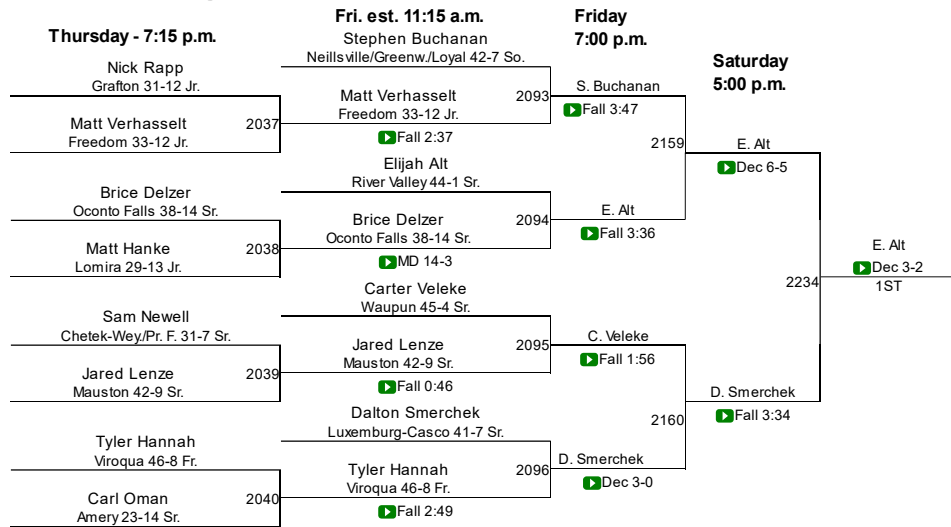 Thursday - 7:15 p.m.
Nick Rapp
Grafton 31-12 Jr.
Matt Verhasselt
Freedom 33-12 Jr.
2037
Brice Delzer
Oconto Falls 38-14 Sr.
Matt Hanke
Lomira 29-13 Jr.
2038
Sam Newell
Chetek-Wey./Pr. F. 31-7 Sr.
Jared Lenze
Mauston 42-9 Sr.
2039
Tyler Hannah
Viroqua 46-8 Fr.
Carl Oman
Amery 23-14 Sr.
2040
Fri. est. 11:15 a.m.
Stephen Buchanan
Neillsville/Greenw./Loyal 42-7 So.
Matt Verhasselt
Freedom 33-12 Jr.
Fall 2:37
2093
Elijah Alt
River Valley 44-1 Sr.
Brice Delzer
Oconto Falls 38-14 Sr.
MD 14-3
2094
Carter Veleke
Waupun 45-4 Sr.
Jared Lenze
Mauston 42-9 Sr.
Fall 0:46
2095
Dalton Smerchek
Luxemburg-Casco 41-7 Sr.
Tyler Hannah
Viroqua 46-8 Fr.
Fall 2:49
2096
Friday
7:00 p.m.
S. Buchanan
Fall 3:47
2159
E. Alt
Fall 3:36
C. Veleke
Fall 1:56
2160
D. Smerchek
Dec 3-0
Saturday
5:00 p.m.
E. Alt
Dec 6-5
2234
D. Smerchek
Fall 3:34
E. Alt
Dec 3-2
1ST